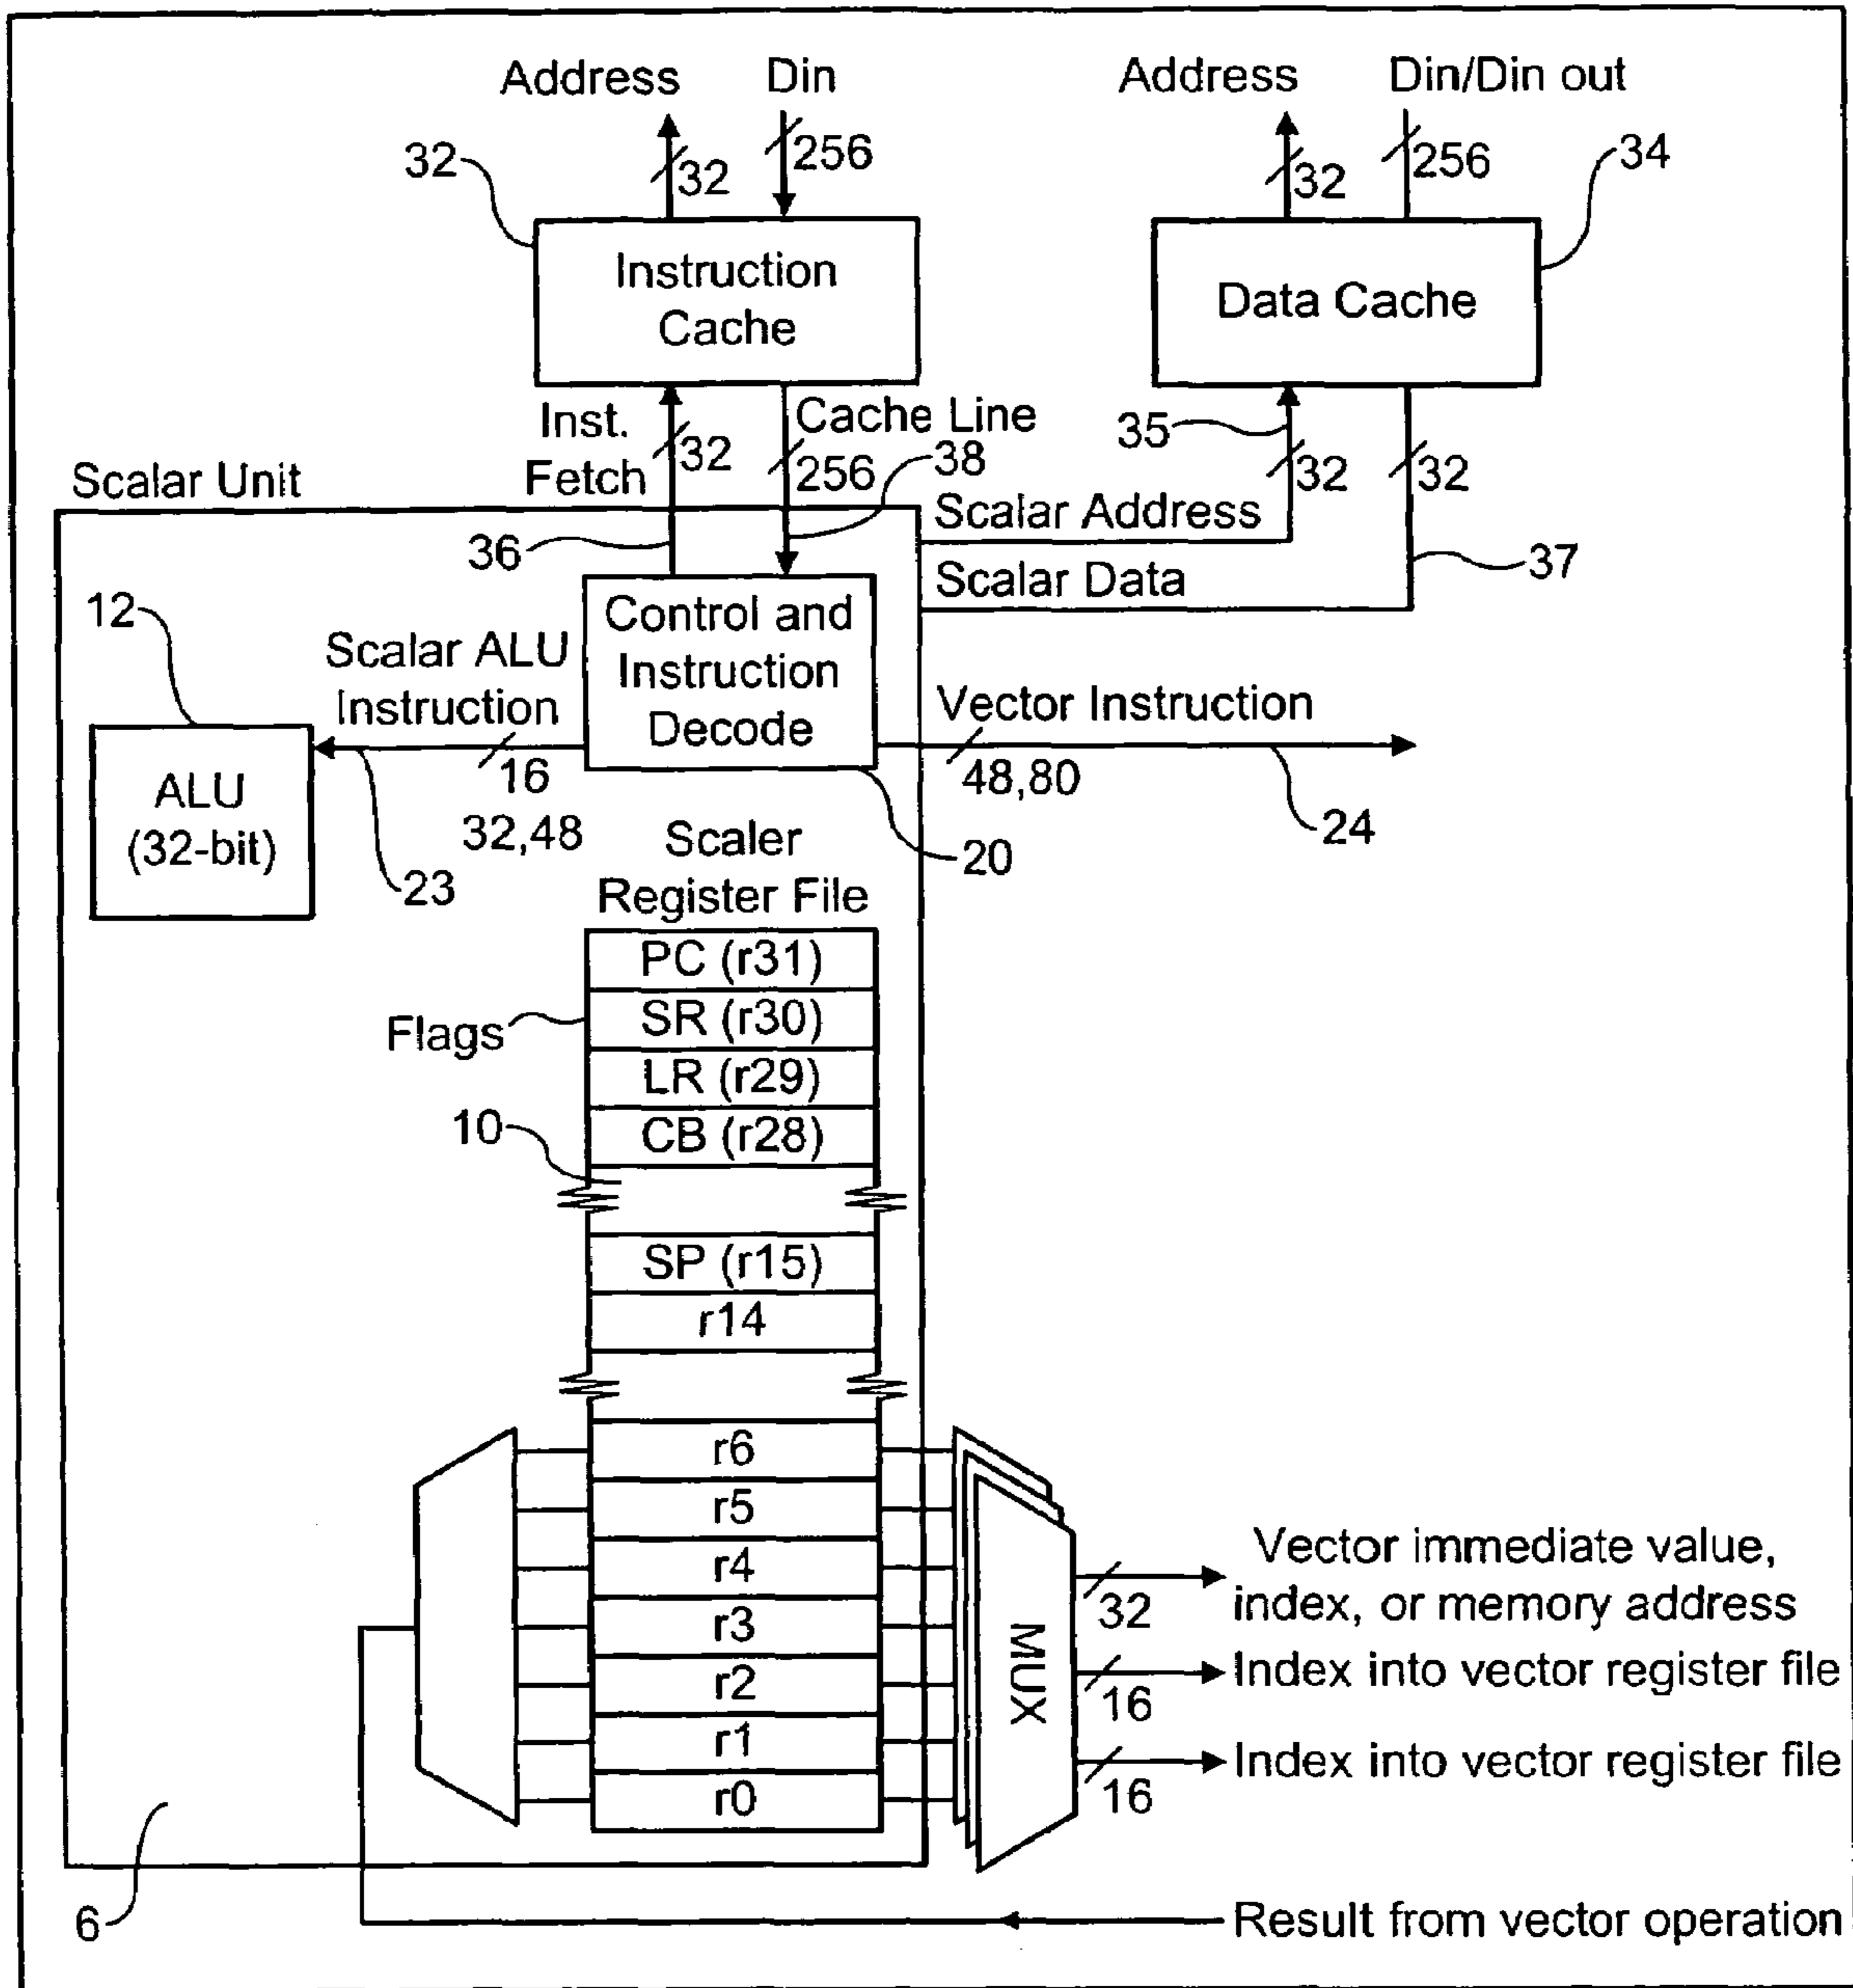 Address
Din
Address
Din/Din out
32
32
256
32
256
34
Instruction
Cache
Data Cache
Inst.
Fetch
32
Cache Line
256
38
35
32
32
Scalar Unit
Scalar Address
36
37
Scalar Data
12
Control and
Instruction
Decode
Scalar ALU
Instruction
Vector Instruction
16
32,48
48,80
ALU
(32-bit)
23
20
24
Scaler
Register File
PC (r31)
Flags
SR (r30)
LR (r29)
10
CB (r28)
SP (r15)
r14
r6
r5
r4
r3
r2
r1
r0
MUX
32
Vector immediate value,
index, or memory address
16
Index into vector register file
16
Index into vector register file
6
Result from vector operation